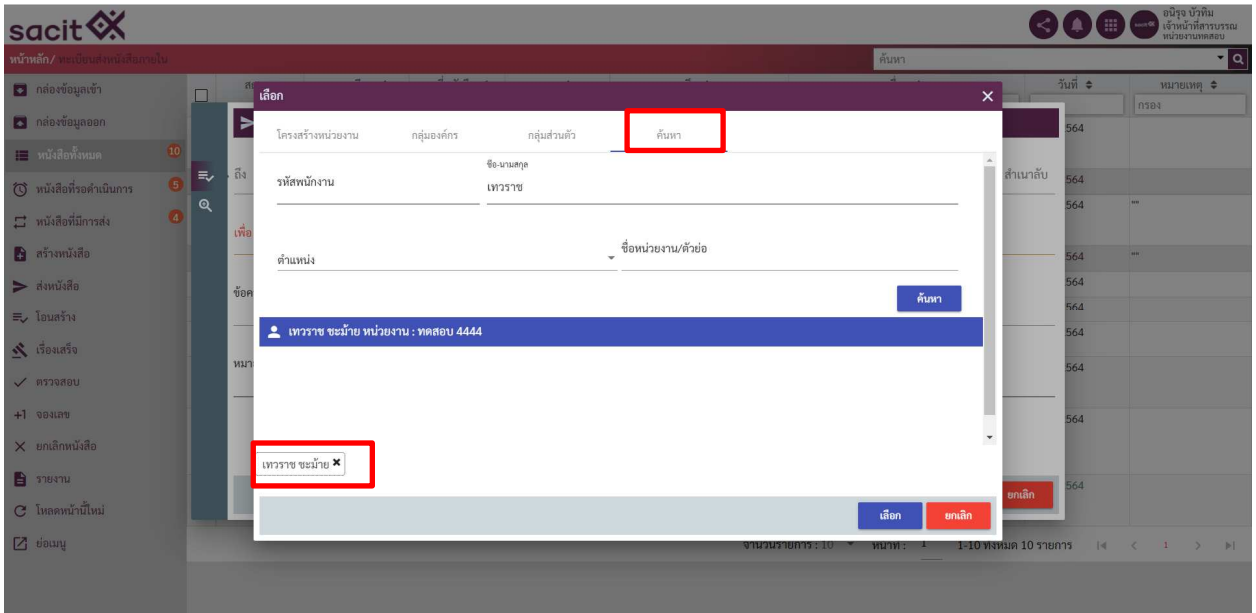 sacit
อนิรุจ บัวทิม
เจ้าหน้าที่สารบรรณ
หน่วยงานทดสอบ
หน้าหลัก/ ทะเบียนส่งหนังสือภายใน
ค้นหา
กล่องข้อมูลเข้า
กล่องข้อมูลออก
หนังสือทั้งหมด 10
หนังสือที่รอดำเนินการ 5
หนังสือที่มีการส่ง 4
สร้างหนังสือ
ส่งหนังสือ
โอนสร้าง
เรื่องเสร็จ
ตรวจสอบ
+1 จองเลข
ยกเลิกหนังสือ
รายงาน
โหลดหน้านี้ใหม่
ย่อเมนู
วันที่ หมายเหตุ
กรอง
564
564
564 ""
564 ""
564
564
564
564
564
564
ถึง
สำเนาลับ
เพื่อ
ยกเลิก
เลือก
โครงสร้างหน่วยงาน กลุ่มองค์กร กลุ่มส่วนตัว ค้นหา
ชื่อ-นามสกุล
รหัสพนักงาน เทวราช
ตำแหน่ง ชื่อหน่วยงาน/ตัวย่อ
ค้นหา
เทวราช ชะม้าย หน่วยงาน : ทดสอบ 4444
เทวราช ชะม้าย
เลือก ยกเลิก
จำนวนรายการ : 10 หน้าที่ : 1 1-10 ทั้งหมด 10 รายการ 1